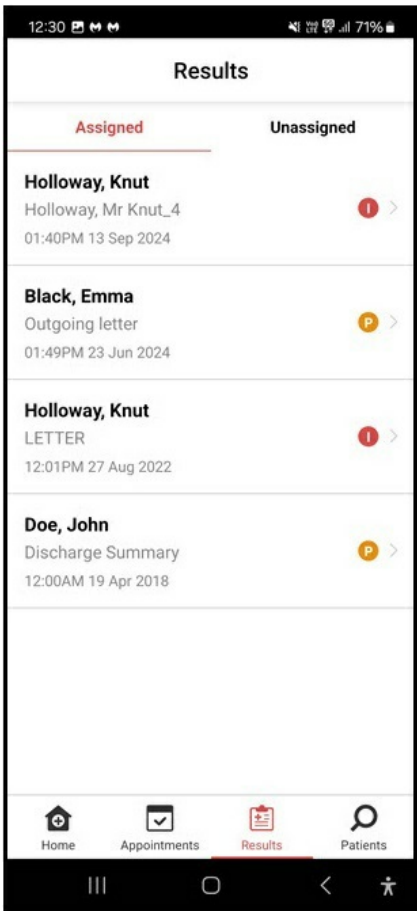 12:30 71%
Results
Assigned Unassigned
Holloway, Knut
Holloway, Mr Knut_4
I
01:40PM 13 Sep 2024
Black, Emma
Outgoing letter
P
01:49PM 23 Jun 2024
Holloway, Knut
LETTER
I
12:01PM 27 Aug 2022
Doe, John
Discharge Summary
P
12:00AM 19 Apr 2018
Home Appointments Results Patients